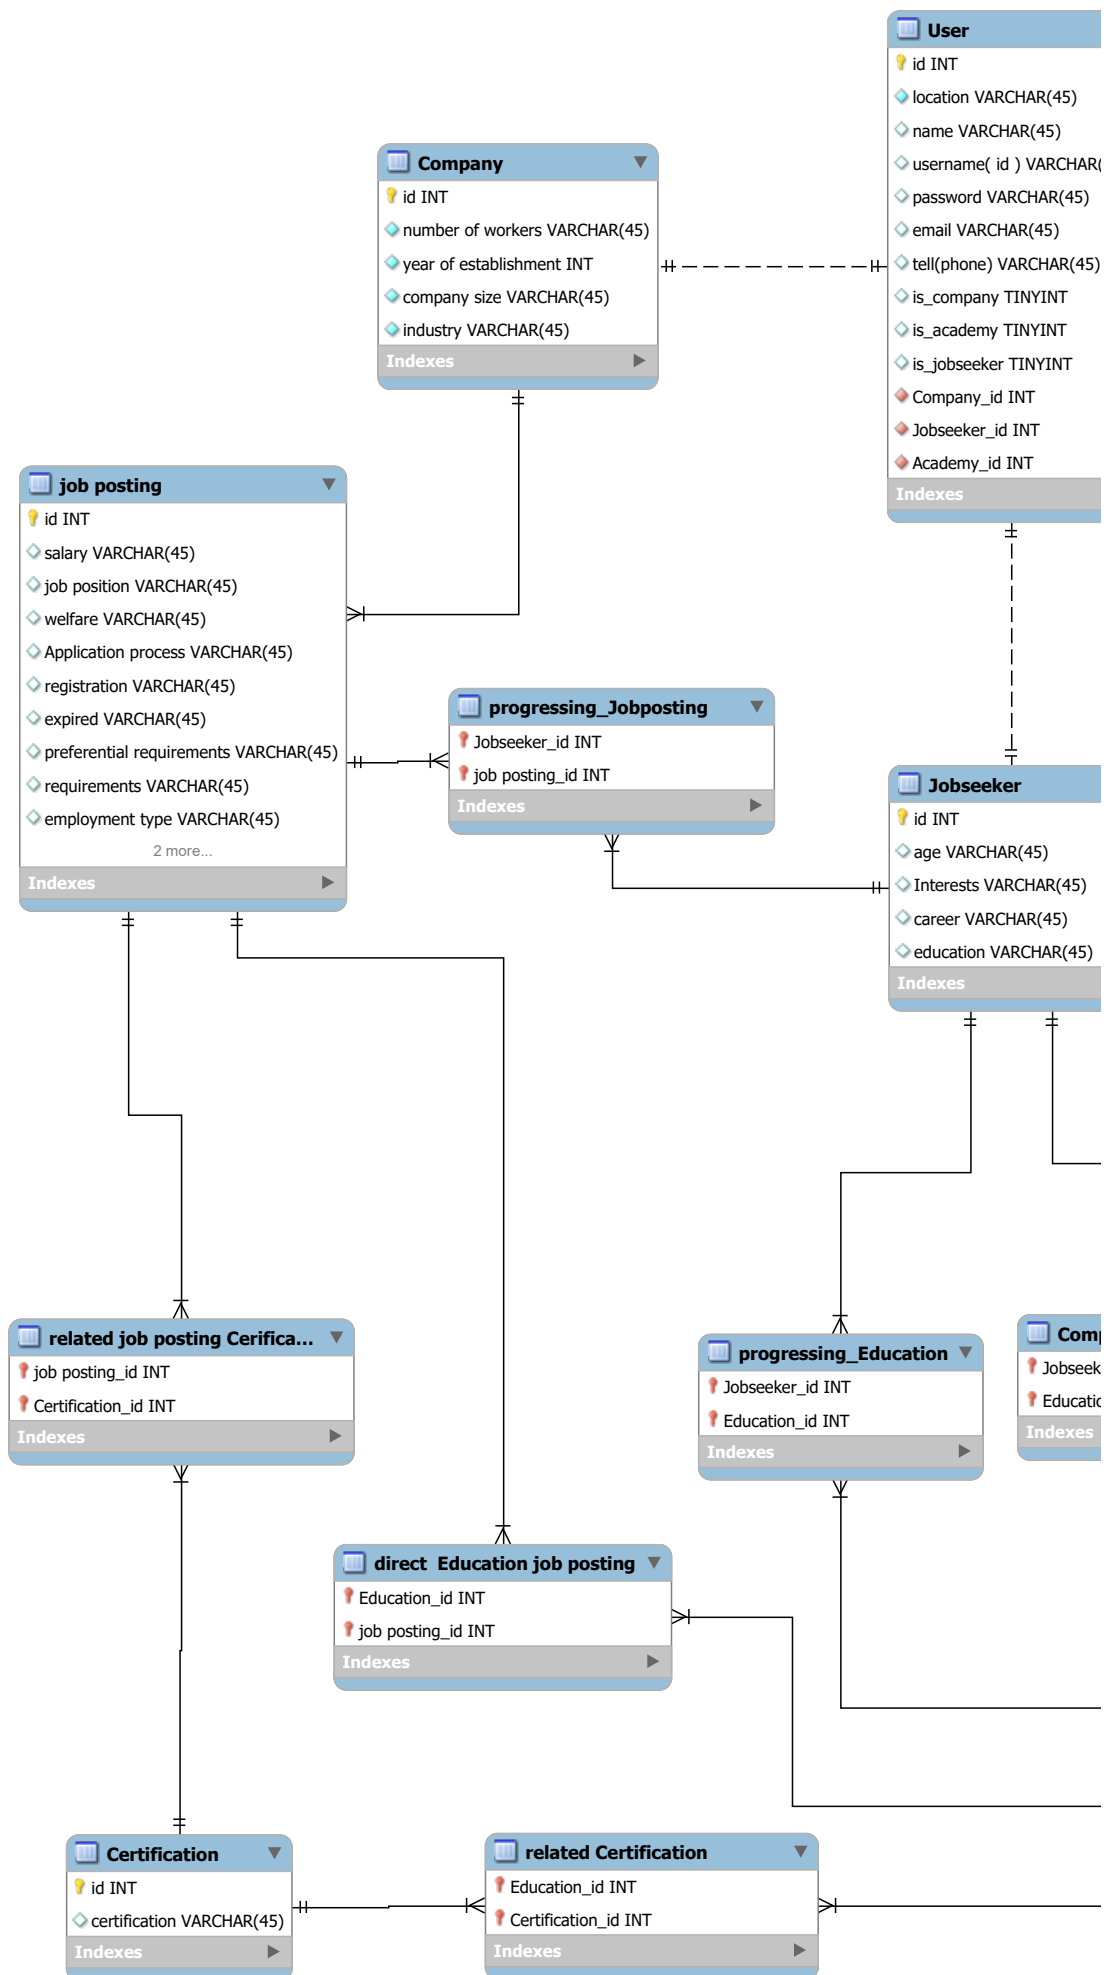 User
id INT
location VARCHAR(45)
name VARCHAR(45)
username( id ) VARCHAR(
password VARCHAR(45)
email VARCHAR(45)
tell(phone) VARCHAR(45)
is_company TINYINT
is_academy TINYINT
is_jobseeker TINYINT
Company_id INT
Jobseeker_id INT
Academy_id INT
Indexes
Company
id INT
number of workers VARCHAR(45)
year of establishment INT
company size VARCHAR(45)
industry VARCHAR(45)
Indexes
job posting
id INT
salary VARCHAR(45)
job position VARCHAR(45)
welfare VARCHAR(45)
Application process VARCHAR(45)
registration VARCHAR(45)
expired VARCHAR(45)
preferential requirements VARCHAR(45)
requirements VARCHAR(45)
employment type VARCHAR(45)
2 more...
Indexes
progressing_Jobposting
Jobseeker_id INT
job posting_id INT
Indexes
Jobseeker
id INT
age VARCHAR(45)
Interests VARCHAR(45)
career VARCHAR(45)
education VARCHAR(45)
Indexes
related job posting Cerifica...
job posting_id INT
Certification_id INT
Indexes
progressing_Education
Jobseeker_id INT
Education_id INT
Indexes
Comp
Jobseek
Educatio
Indexes
direct  Education job posting
Education_id INT
job posting_id INT
Indexes
Certification
id INT
certification VARCHAR(45)
Indexes
related Certification
Education_id INT
Certification_id INT
Indexes